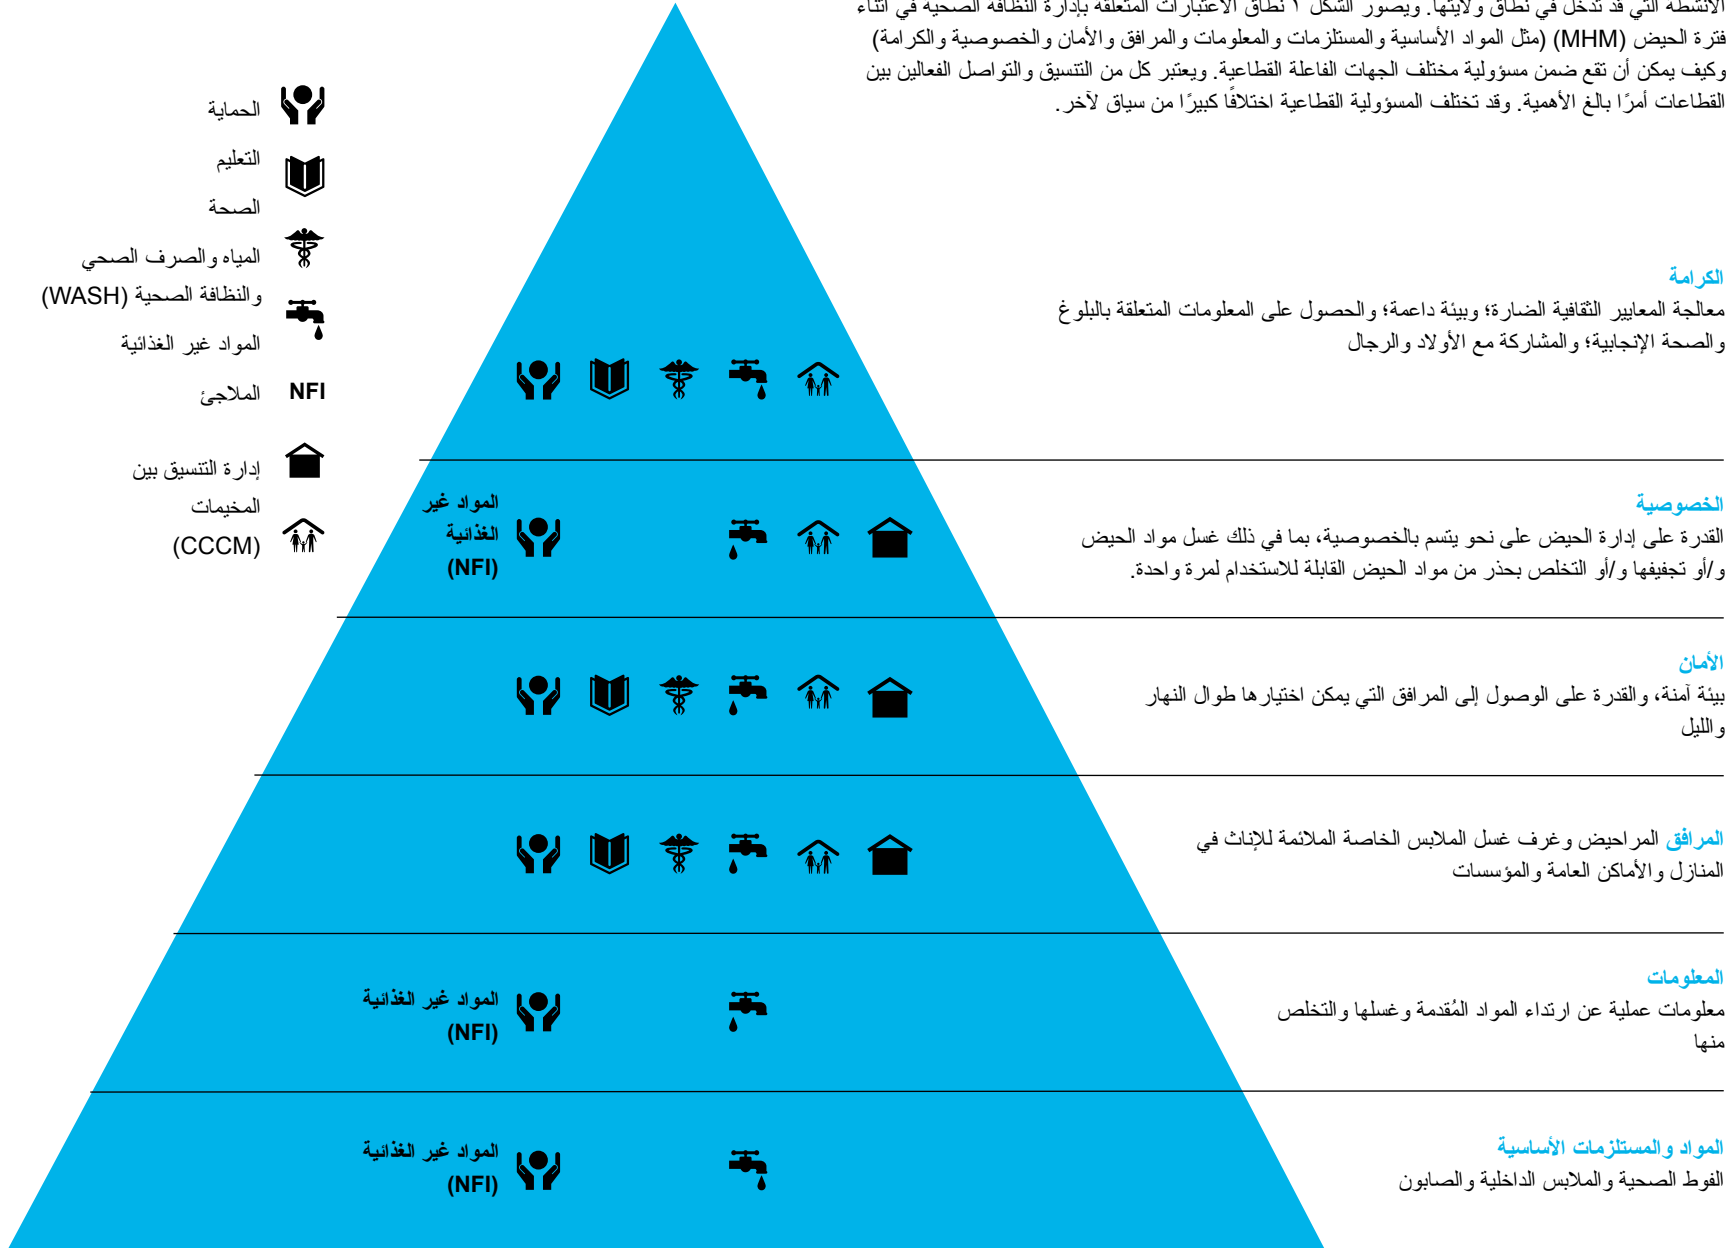 الأنشطة التي قد تدخل في نطاق ولايتها. ويصور الشكل ١ نطاق الاعتبارات المتعلقة بإدارة النظافة الصحية في أثناء
فترة الحيض (MHM) (مثل المواد الأساسية والمستلزمات والمعلومات والمرافق والأمان والخصوصية والكرامة)
وكيف يمكن أن تقع ضمن مسؤولية مختلف الجهات الفاعلة القطاعية. ويعتبر كل من التنسيق والتواصل الفعالين بين
القطاعات أمرًا بالغ الأهمية. وقد تختلف المسؤولية القطاعية اختلافًا كبيرًا من سياق لآخر.
الحماية
التعليم
الصحة
المياه والصرف الصحي
والنظافة الصحية (WASH)
المواد غير الغذائية
NFI الملاجئ
إدارة التنسيق بين
المخيمات
(CCCM)
الكرامة
معالجة المعايير الثقافية الضارة؛ وبيئة داعمة؛ والحصول على المعلومات المتعلقة بالبلوغ
والصحة الإنجابية؛ والمشاركة مع الأولاد والرجال
الخصوصية
القدرة على إدارة الحيض على نحو يتسم بالخصوصية، بما في ذلك غسل مواد الحيض
و/أو تجفيفها و/أو التخلص بحذر من مواد الحيض القابلة للاستخدام لمرة واحدة.
المواد غير
الغذائية
(NFI)
الأمان
بيئة آمنة، والقدرة على الوصول إلى المرافق التي يمكن اختيارها طوال النهار
والليل
المرافق المراحيض وغرف غسل الملابس الخاصة الملائمة للإناث في
المنازل والأماكن العامة والمؤسسات
المعلومات
معلومات عملية عن ارتداء المواد المُقدمة وغسلها والتخلص
منها
المواد غير الغذائية
(NFI)
المواد والمستلزمات الأساسية
الفوط الصحية والملابس الداخلية والصابون
المواد غير الغذائية
(NFI)